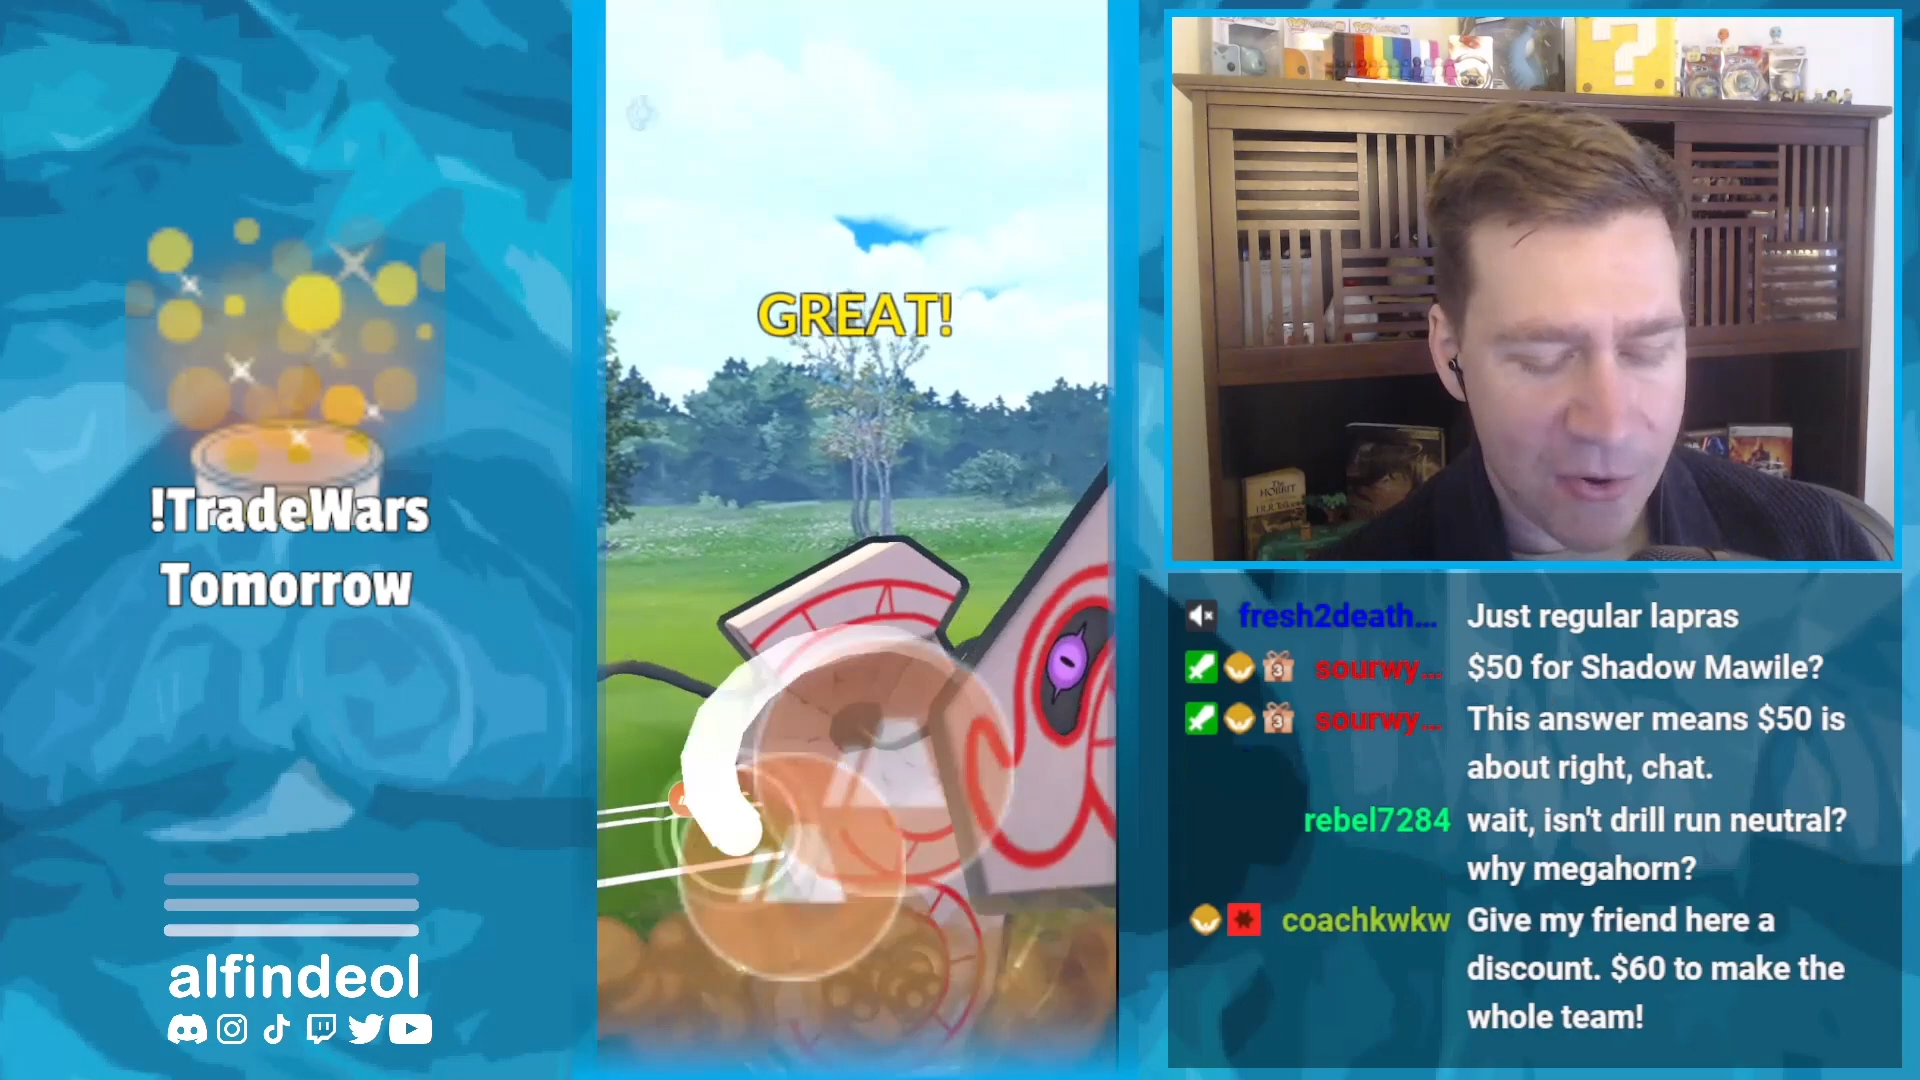 GREAT!
!TradeWars
Tomorrow
alfindeol
The
HOBBIT
fresh2death...
Just regular lapras
sourwy...
$50 for Shadow Mawile?
sourwy...
This answer means $50 is
about right, chat.
rebel7284
wait, isn't drill run neutral?
why megahorn?
coachkwkw
Give my friend here a
discount. $60 to make the
whole team!